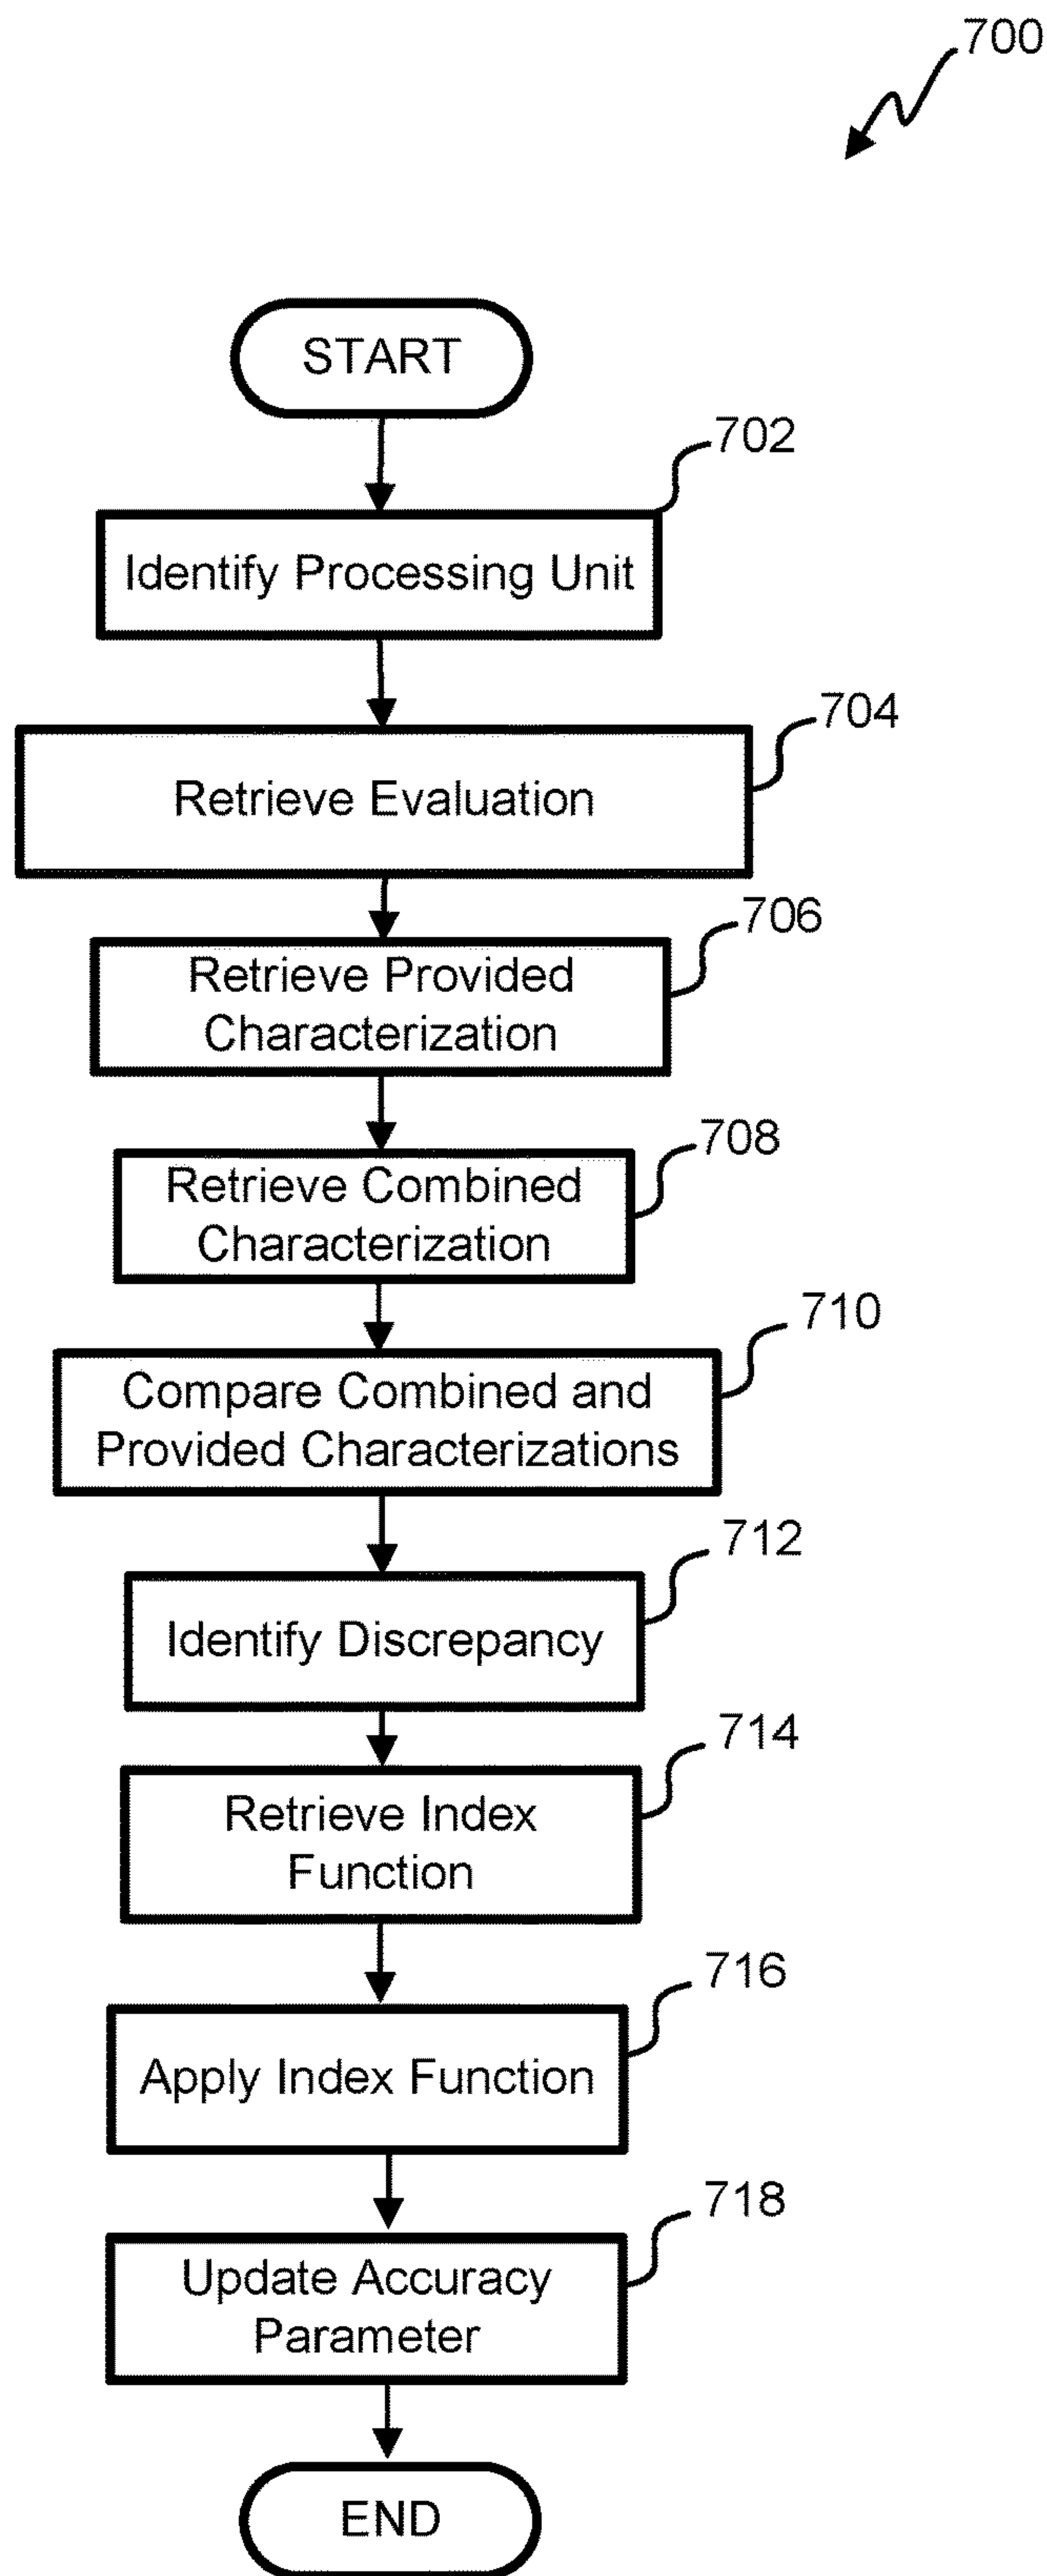 700
START
702
Identify Processing Unit
704
Retrieve Evaluation
706
Retrieve Provided
Characterization
708
Retrieve Combined
Characterization
710
Compare Combined and
Provided Characterizations
712
Identify Discrepancy
714
Retrieve Index
Function
716
Apply Index Function
718
Update Accuracy
Parameter
END